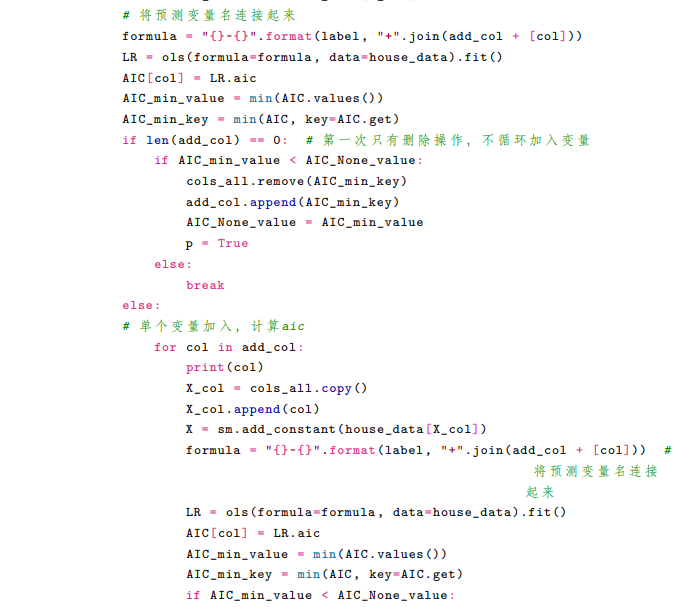 # 将预测变量名连接起来
formula = "{}~{}".format(label, "+".join(add_col + [col]))
LR = ols(formula=formula, data=house_data).fit()
AIC[col] = LR.aic
AIC_min_value = min(AIC.values())
AIC_min_key = min(AIC, key=AIC.get)
if len(add_col) == 0:  # 第一次只有删除操作，不循环加入变量
    if AIC_min_value < AIC_None_value:
        cols_all.remove(AIC_min_key)
        add_col.append(AIC_min_key)
        AIC_None_value = AIC_min_value
        p = True
    else:
        break
else:
# 单个变量加入，计算aic
    for col in add_col:
        print(col)
        X_col = cols_all.copy()
        X_col.append(col)
        X = sm.add_constant(house_data[X_col])
        formula = "{}~{}".format(label, "+".join(add_col + [col]))  #
将预测变量名连接
起来
        LR = ols(formula=formula, data=house_data).fit()
        AIC[col] = LR.aic
        AIC_min_value = min(AIC.values())
        AIC_min_key = min(AIC, key=AIC.get)
        if AIC_min_value < AIC_None_value: